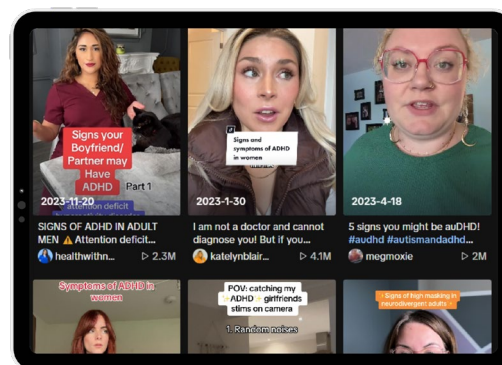 Signs your
Boyfriend/
Partner may
Have
ADHD
Part 1
attention deficit
2023-11-20
SIGNS OF ADHD IN ADULT
MEN ⚠️ Attention deficit...
healthwithn...
▷ 2.3M
Signs and
symptoms of ADHD
in women
2023-1-30
I am not a doctor and cannot
diagnose you! But if you...
katelynblair...
▷ 4.1M
2023-4-18
5 signs you might be auDHD!
#audhd #autismandadhd...
megmoxie
▷ 2M
Symptoms of ADHD in
women
POV: catching my
✨ADHD✨ girlfriends
stims on camera
1. Random noises
Signs of high masking in
neurodivergent adults